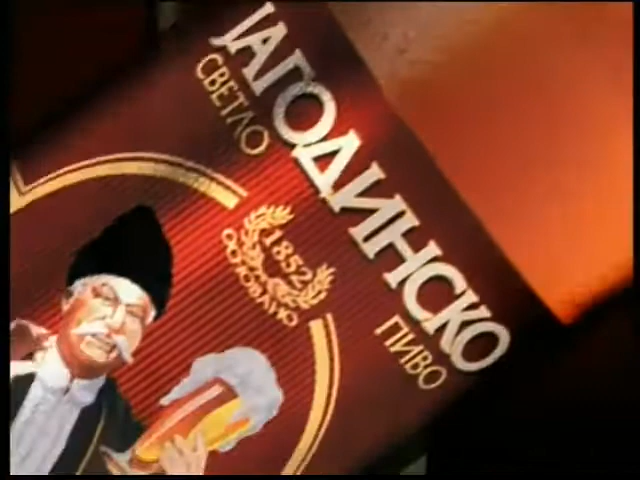 ЈАГОДИНСКО
СВЕТЛО
ПИВО
1852
ОСНОВАНО